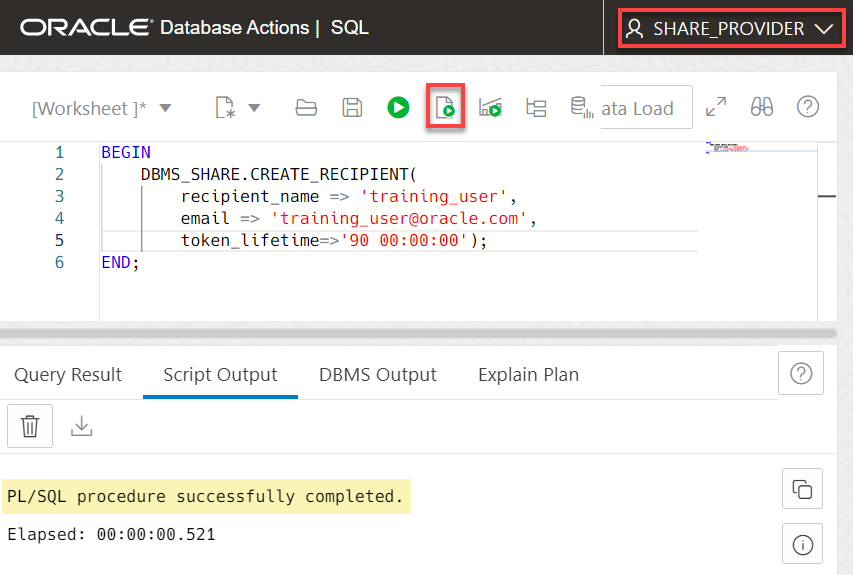 ORACLE Database Actions | SQL
SHARE_PROVIDER
[Worksheet ]*
ata Load
1 BEGIN
2 DBMS_SHARE.CREATE_RECIPIENT(
3 recipient_name => 'training_user',
4 email => 'training_user@oracle.com',
5 token_lifetime=>'90 00:00:00');
6 END;
Query Result
Script Output
DBMS Output
Explain Plan
PL/SQL procedure successfully completed.
Elapsed: 00:00:00.521